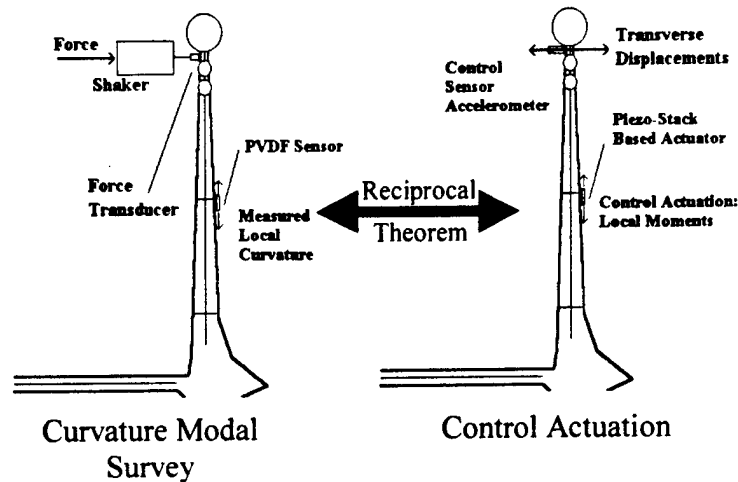 Force
Shaker
PVDF Sensor
Force
Transducer
Measured
Local
Curvature
Reciprocal
Theorem
Transverse
Displacements
Control
Sensor
Accelerometer
Piezo-Stack
Based Actuator
Control Actuation:
Local Moments
Curvature Modal
Survey
Control Actuation